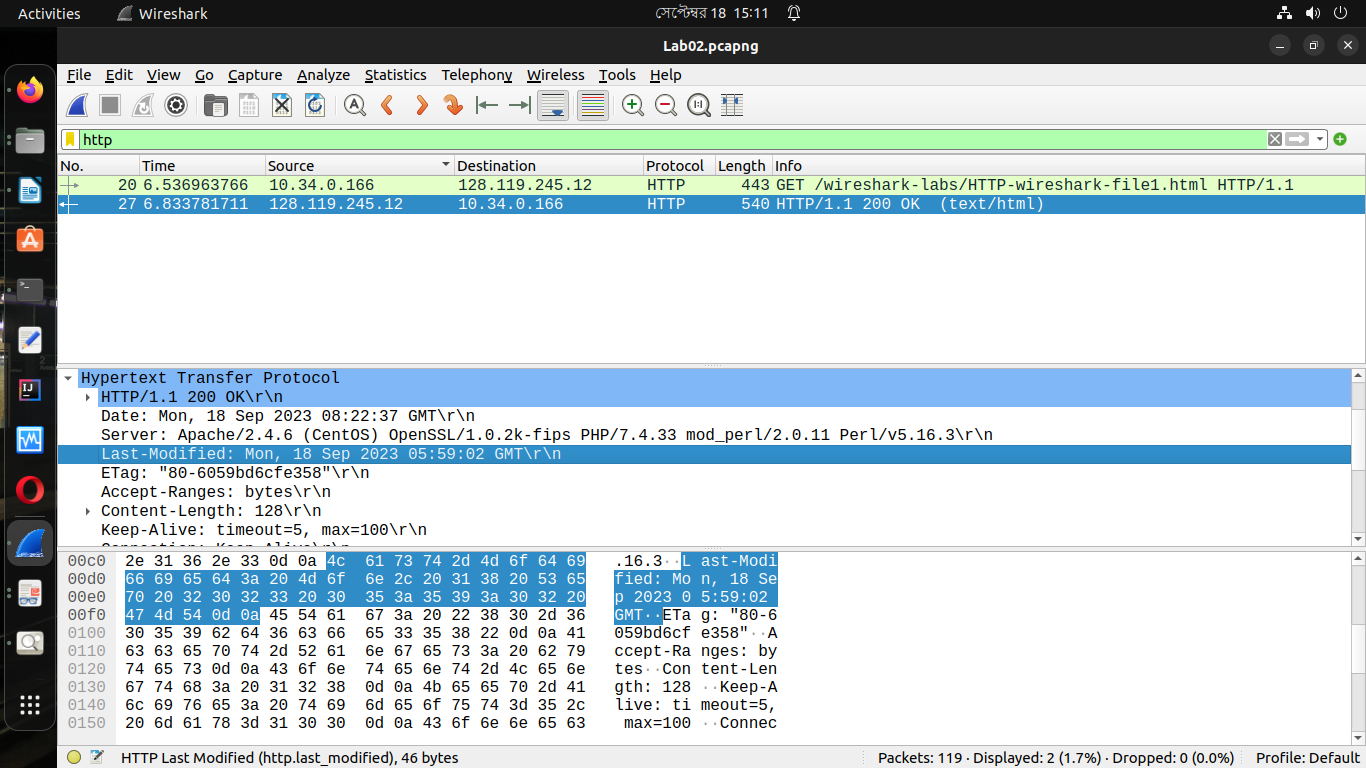 Activities Wireshark সেপ্টেম্বর 18 15:11
Lab02.pcapng
File Edit View Go Capture Analyze Statistics Telephony Wireless Tools Help
http
No. Time Source Destination Protocol Length Info
20 6.536963766 10.34.0.166 128.119.245.12 HTTP 443 GET /wireshark-labs/HTTP-wireshark-file1.html HTTP/1.1
27 6.833781711 128.119.245.12 10.34.0.166 HTTP 540 HTTP/1.1 200 OK (text/html)
Hypertext Transfer Protocol
HTTP/1.1 200 OK\r\n
Date: Mon, 18 Sep 2023 08:22:37 GMT\r\n
Server: Apache/2.4.6 (CentOS) OpenSSL/1.0.2k-fips PHP/7.4.33 mod_perl/2.0.11 Perl/v5.16.3\r\n
Last-Modified: Mon, 18 Sep 2023 05:59:02 GMT\r\n
ETag: "80-6059bd6cfe358"\r\n
Accept-Ranges: bytes\r\n
Content-Length: 128\r\n
Keep-Alive: timeout=5, max=100\r\n
Connection: Keep-Alive\r\n
00c0 2e 31 36 2e 33 0d 0a 4c 61 73 74 2d 4d 6f 64 69 .16.3··L ast-Modi
00d0 66 69 65 64 3a 20 4d 6f 6e 2c 20 31 38 20 53 65 fied: Mo n, 18 Se
00e0 70 20 32 30 32 33 20 30 35 3a 35 39 3a 30 32 20 p 2023 0 5:59:02
00f0 47 4d 54 0d 0a 45 54 61 67 3a 20 22 38 30 2d 36 GMT··ETa g: "80-6
0100 30 35 39 62 64 36 63 66 65 33 35 38 22 0d 0a 41 059bd6cf e358"··A
0110 63 63 65 70 74 2d 52 61 6e 67 65 73 3a 20 62 79 ccept-Ra nges: by
0120 74 65 73 0d 0a 43 6f 6e 74 65 6e 74 2d 4c 65 6e tes··Con tent-Len
0130 67 74 68 3a 20 31 32 38 0d 0a 4b 65 65 70 2d 41 gth: 128 ··Keep-A
0140 6c 69 76 65 3a 20 74 69 6d 65 6f 75 74 3d 35 2c live: ti meout=5,
0150 20 6d 61 78 3d 31 30 30 0d 0a 43 6f 6e 6e 65 63 max=100 ··Connec
HTTP Last Modified (http.last_modified), 46 bytes Packets: 119 · Displayed: 2 (1.7%) · Dropped: 0 (0.0%) Profile: Default